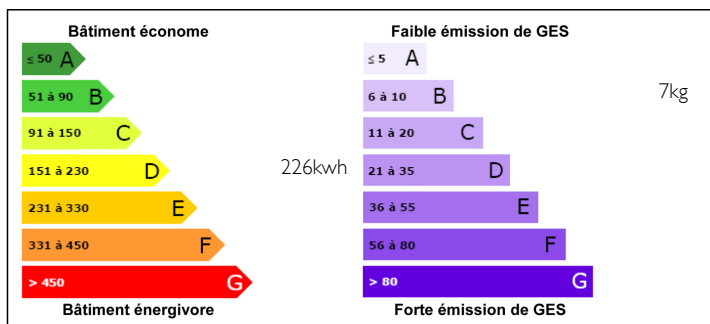 Bâtiment économe
≤ 50 A
51 à 90 B
91 à 150 C
151 à 230 D
226kwh
231 à 330 E
331 à 450 F
> 450 G
Bâtiment énergivore
Faible émission de GES
≤ 5 A
6 à 10 B
7kg
11 à 20 C
21 à 35 D
36 à 55 E
56 à 80 F
> 80 G
Forte émission de GES